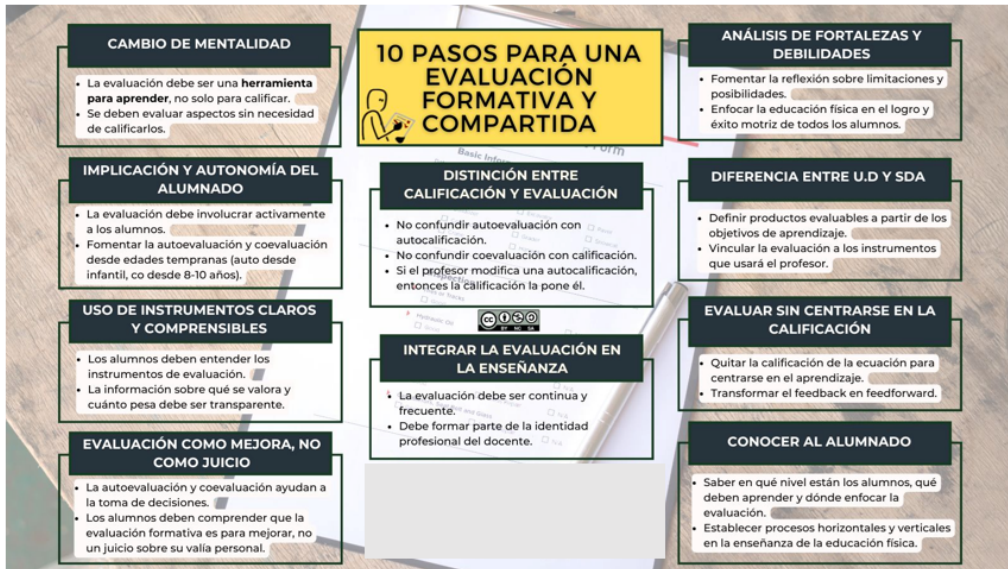 10 PASOS PARA UNA
EVALUACIÓN
FORMATIVA Y
COMPARTIDA
CAMBIO DE MENTALIDAD
La evaluación debe ser una herramienta
para aprender, no solo para calificar.
Se deben evaluar aspectos sin necesidad
de calificarlos.
IMPLICACIÓN Y AUTONOMÍA DEL
ALUMNADO
La evaluación debe involucrar activamente
a los alumnos.
Fomentar la autoevaluación y coevaluación
desde edades tempranas (auto desde
infantil, co desde 8-10 años).
USO DE INSTRUMENTOS CLAROS
Y COMPRENSIBLES
Los alumnos deben entender los
instrumentos de evaluación.
La información sobre qué se valora y
cuánto pesa debe ser transparente.
EVALUACIÓN COMO MEJORA, NO
COMO JUICIO
La autoevaluación y coevaluación ayudan a
la toma de decisiones.
Los alumnos deben comprender que la
evaluación formativa es para mejorar, no
un juicio sobre su valía personal.
DISTINCIÓN ENTRE
CALIFICACIÓN Y EVALUACIÓN
No confundir autoevaluación con
autocalificación.
No confundir coevaluación con calificación.
Si el profesor modifica una autocalificación,
entonces la calificación la pone él.
CC BY NC SA
INTEGRAR LA EVALUACIÓN EN
LA ENSEÑANZA
La evaluación debe ser continua y
frecuente.
Debe formar parte de la identidad
profesional del docente.
ANÁLISIS DE FORTALEZAS Y
DEBILIDADES
Fomentar la reflexión sobre limitaciones y
posibilidades.
Enfocar la educación física en el logro y
éxito motriz de todos los alumnos.
DIFERENCIA ENTRE U.D Y SDA
Definir productos evaluables a partir de los
objetivos de aprendizaje.
Vincular la evaluación a los instrumentos
que usará el profesor.
EVALUAR SIN CENTRARSE EN LA
CALIFICACIÓN
Quitar la calificación de la ecuación para
centrarse en el aprendizaje.
Transformar el feedback en feedforward.
CONOCER AL ALUMNADO
Saber en qué nivel están los alumnos, qué
deben aprender y dónde enfocar la
evaluación.
Establecer procesos horizontales y verticales
en la enseñanza de la educación física.